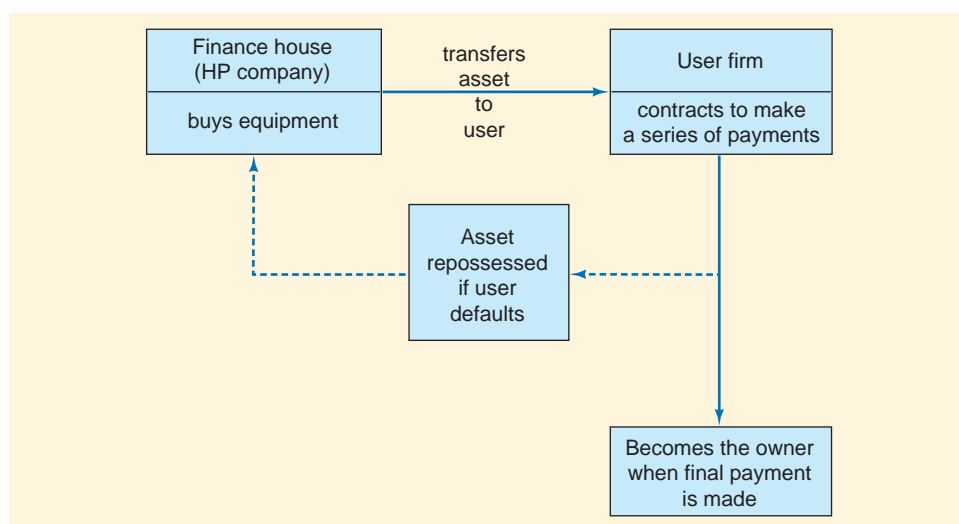 Finance house
(HP company)
buys equipment
transfers
asset
to
user
User firm
contracts to make
a series of payments
Asset
repossessed
if user
defaults
Becomes the owner
when final payment
is made